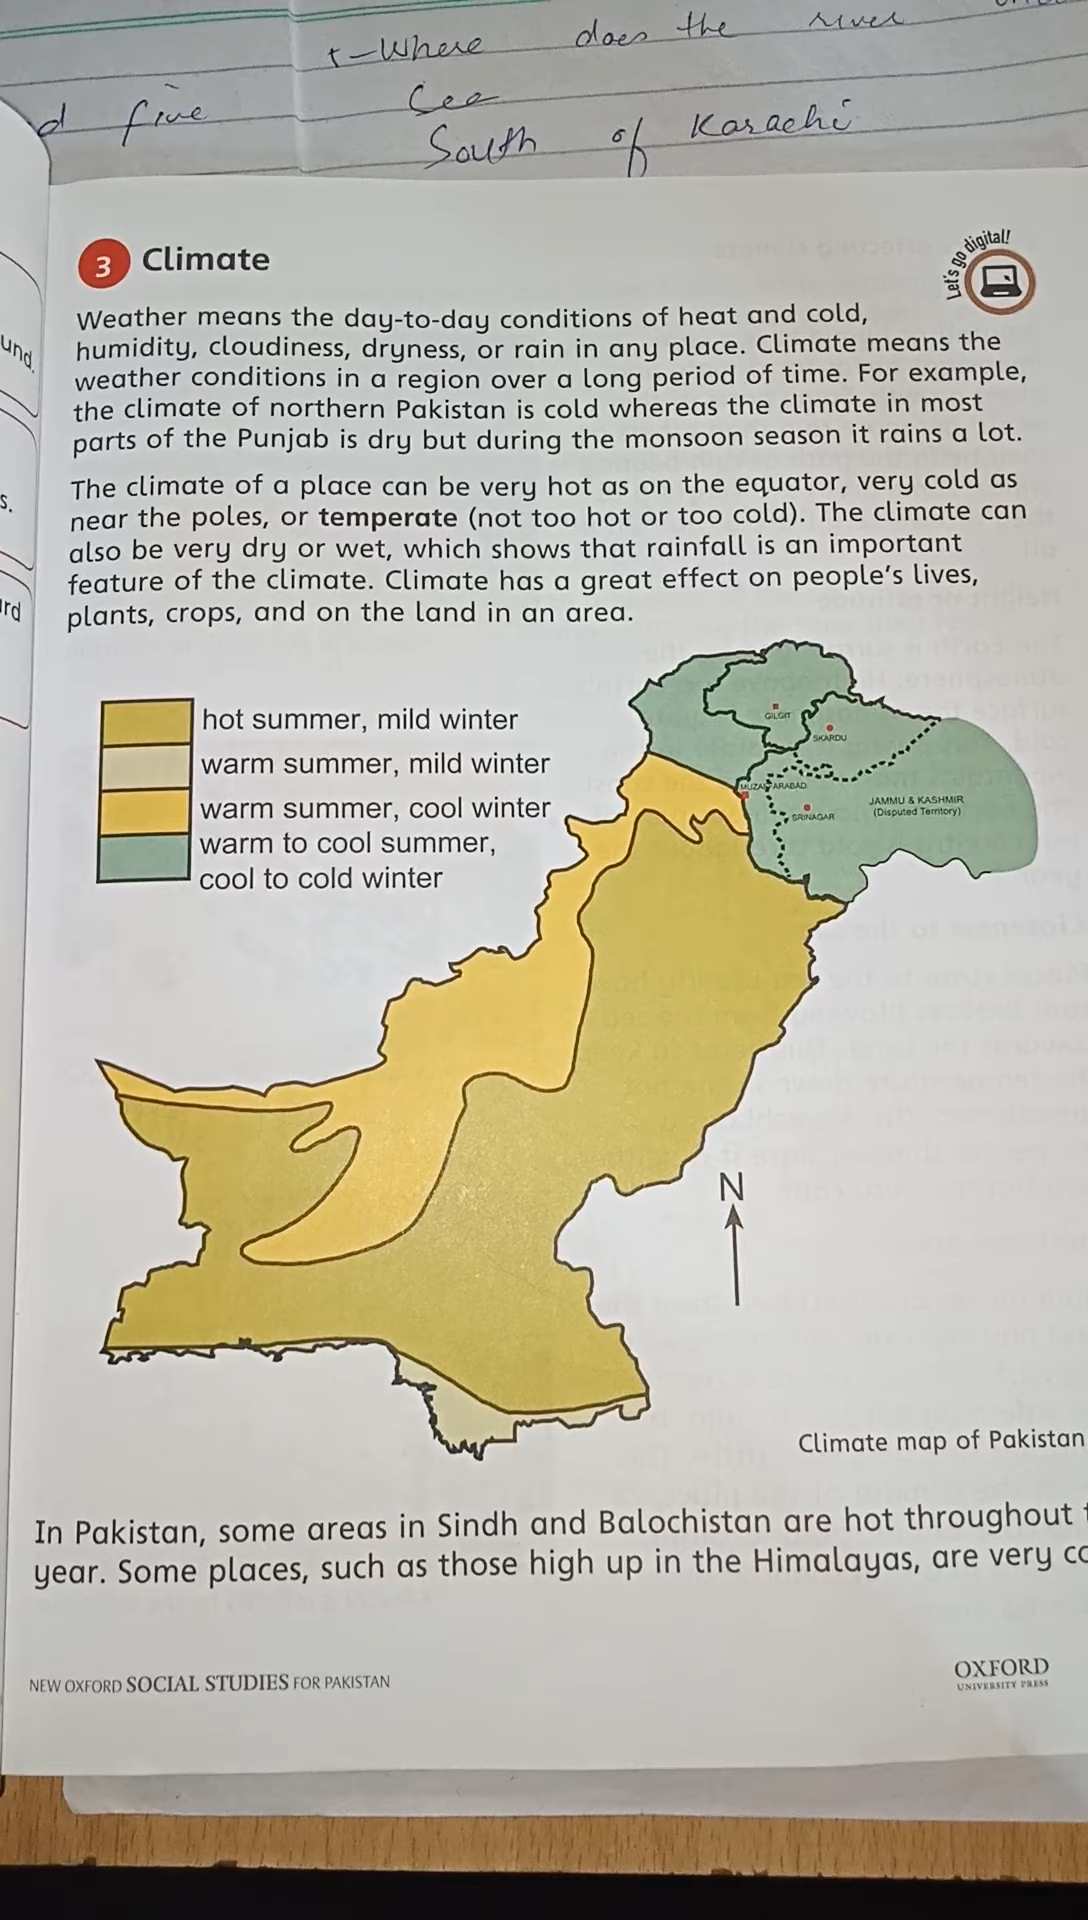 t-Where does the river
d five Sea
South of Karachi
und.
s.
rd
3 Climate
Let's go digital!
Weather means the day-to-day conditions of heat and cold,
humidity, cloudiness, dryness, or rain in any place. Climate means the
weather conditions in a region over a long period of time. For example,
the climate of northern Pakistan is cold whereas the climate in most
parts of the Punjab is dry but during the monsoon season it rains a lot.
The climate of a place can be very hot as on the equator, very cold as
near the poles, or temperate (not too hot or too cold). The climate can
also be very dry or wet, which shows that rainfall is an important
feature of the climate. Climate has a great effect on people's lives,
plants, crops, and on the land in an area.
hot summer, mild winter
warm summer, mild winter
warm summer, cool winter
warm to cool summer,
cool to cold winter
GILGIT
SKARDU
MUZAFFARABAD
JAMMU & KASHMIR
(Disputed Territory)
SRINAGAR
N
Climate map of Pakistan
In Pakistan, some areas in Sindh and Balochistan are hot throughout t
year. Some places, such as those high up in the Himalayas, are very co
NEW OXFORD SOCIAL STUDIES FOR PAKISTAN
OXFORD
UNIVERSITY PRESS